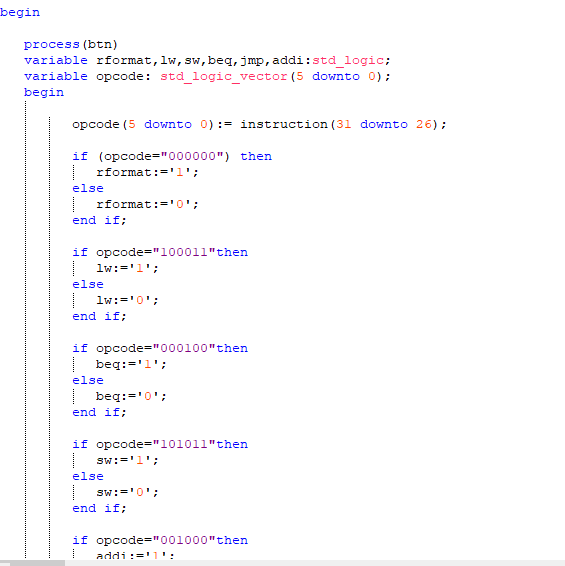 begin
process(btn)
variable rformat,lw,sw,beq,jmp,addi:std_logic;
variable opcode: std_logic_vector(5 downto 0);
begin
opcode(5 downto 0):= instruction(31 downto 26);
if (opcode="000000") then
rformat:='1';
else
rformat:='0';
end if;
if opcode="100011"then
lw:='1';
else
lw:='0';
end if;
if opcode="000100"then
beq:='1';
else
beq:='0';
end if;
if opcode="101011"then
sw:='1';
else
sw:='0';
end if;
if opcode="001000"then
addi:='1';